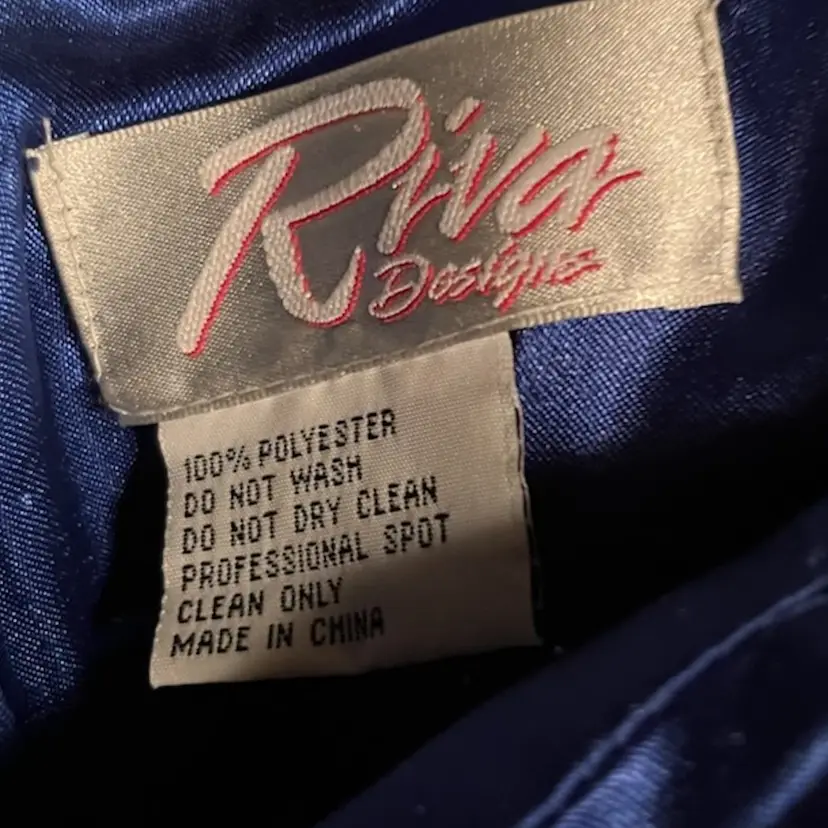 Riva
Designs
100% POLYESTER
DO NOT WASH
DO NOT DRY CLEAN
PROFESSIONAL SPOT
CLEAN ONLY
MADE IN CHINA